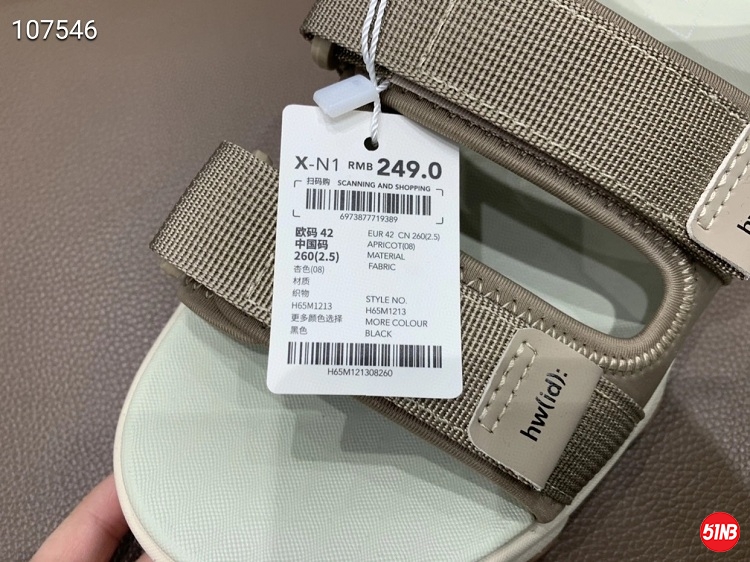 107546
X-N1 RMB 249.0
扫码购 SCANNING AND SHOPPING
6973877719389
欧码 42
中国码
260(2.5)
杏色(08)
材质
织物
H65M1213
更多颜色选择
黑色
EUR 42 CN 260(2.5)
APRICOT(08)
MATERIAL
FABRIC
STYLE NO.
H65M1213
MORE COLOUR
BLACK
H65M121308260
hw(id):
hw
51NB